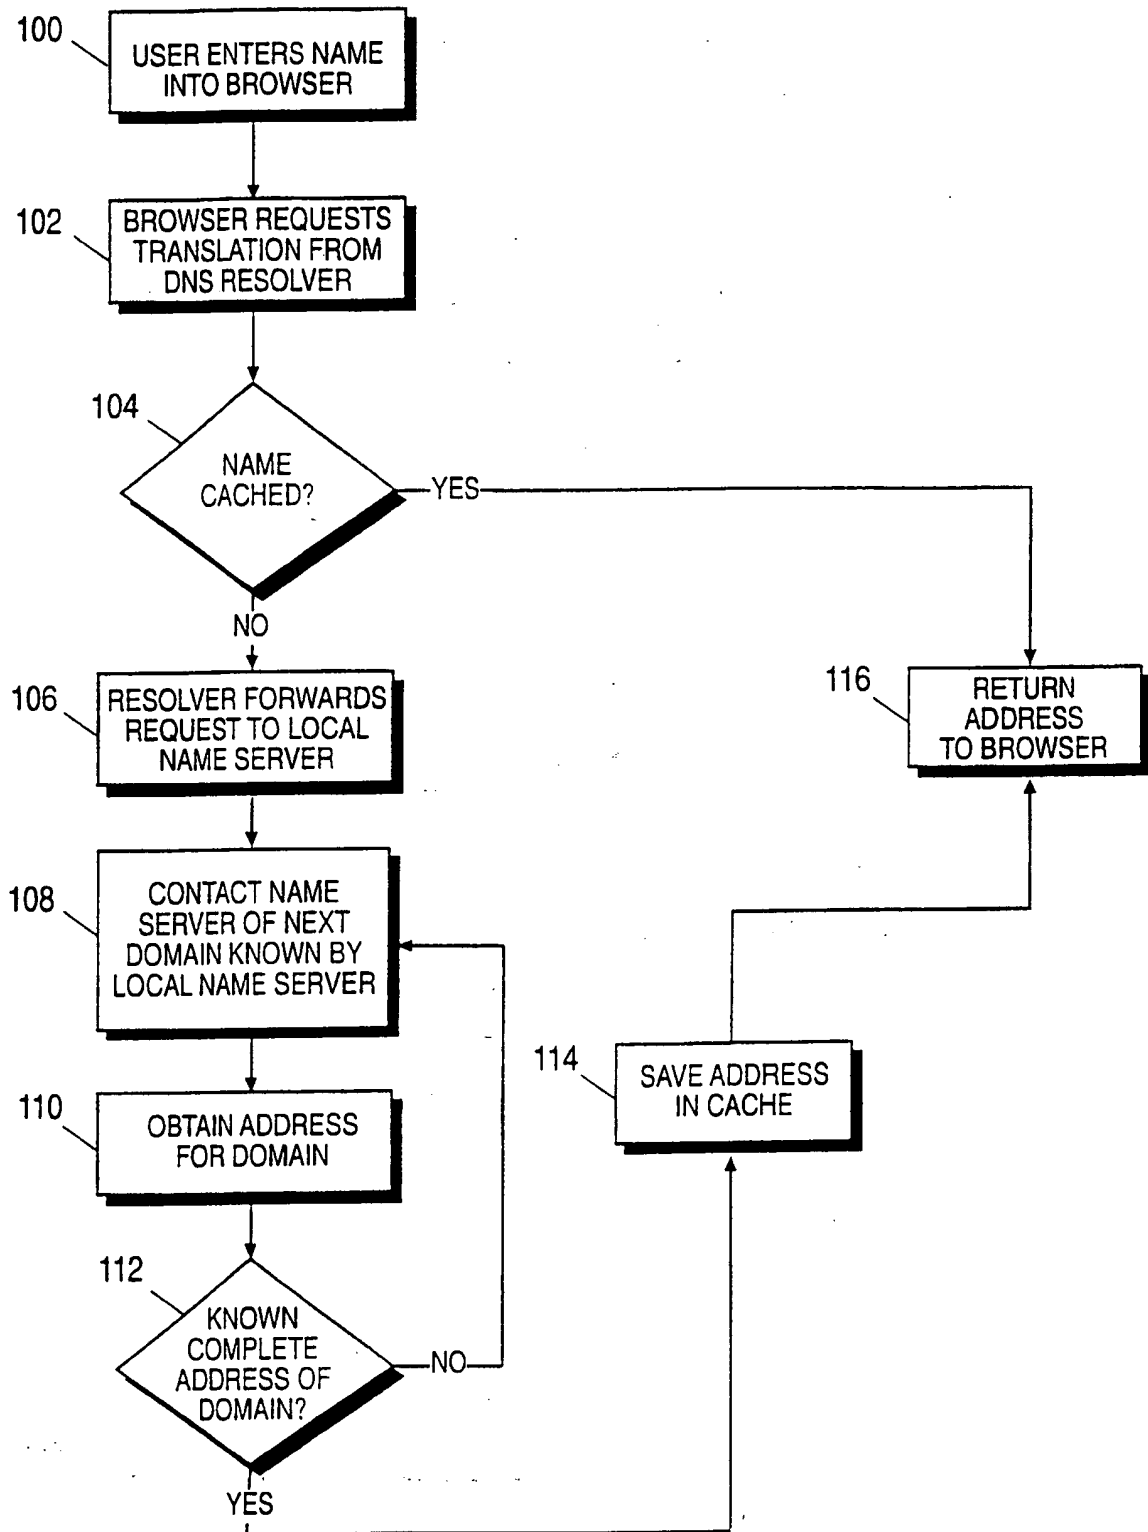 100
USER ENTERS NAME
INTO BROWSER
102
BROWSER REQUESTS
TRANSLATION FROM
DNS RESOLVER
104
NAME
CACHED?
YES
NO
106
RESOLVER FORWARDS
REQUEST TO LOCAL
NAME SERVER
116
RETURN
ADDRESS
TO BROWSER
108
CONTACT NAME
SERVER OF NEXT
DOMAIN KNOWN BY
LOCAL NAME SERVER
114
SAVE ADDRESS
IN CACHE
110
OBTAIN ADDRESS
FOR DOMAIN
112
KNOWN
COMPLETE
ADDRESS OF
DOMAIN?
NO
YES